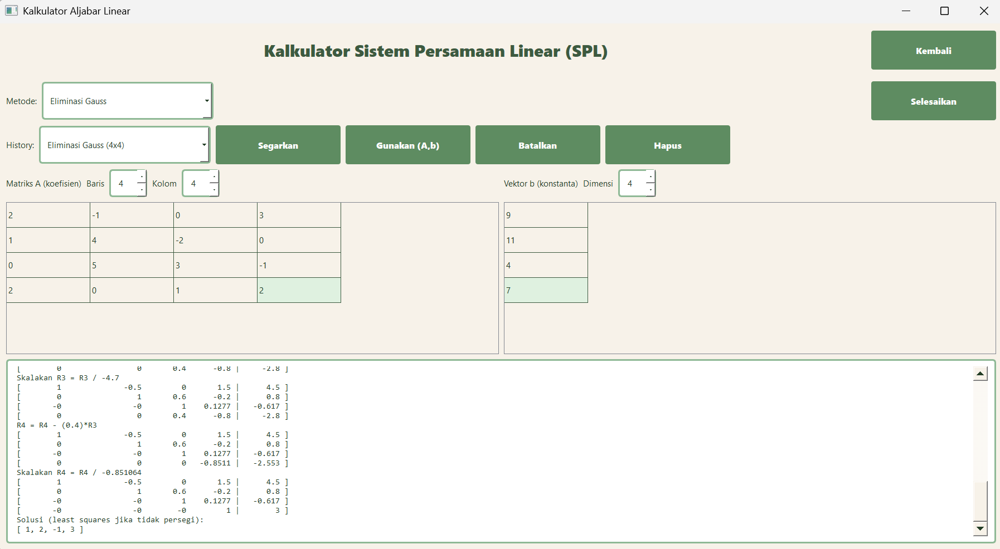 Kalkulator Aljabar Linear
Kalkulator Sistem Persamaan Linear (SPL)
Kembali
Metode: Eliminasi Gauss
Selesaikan
History: Eliminasi Gauss (4x4) Segarkan Gunakan (A,b) Batalkan Hapus
Matriks A (koefisien) Baris 4 Kolom 4
Vektor b (konstanta) Dimensi 4
2 -1 0 3
1 4 -2 0
0 5 3 -1
2 0 1 2
9
11
4
7
[ 0 0 0.4 -0.8 | -2.8 ]
Skalakan R3 = R3 / -4.7
[ 1 -0.5 0 1.5 | 4.5 ]
[ 0 1 0.6 -0.2 | 0.8 ]
[ -0 -0 1 0.1277 | -0.617 ]
[ 0 0 0.4 -0.8 | -2.8 ]
R4 = R4 - (0.4)*R3
[ 1 -0.5 0 1.5 | 4.5 ]
[ 0 1 0.6 -0.2 | 0.8 ]
[ -0 -0 1 0.1277 | -0.617 ]
[ 0 0 0 -0.8511 | -2.553 ]
Skalakan R4 = R4 / -0.851064
[ 1 -0.5 0 1.5 | 4.5 ]
[ 0 1 0.6 -0.2 | 0.8 ]
[ -0 -0 1 0.1277 | -0.617 ]
[ -0 -0 -0 1 | 3 ]
Solusi (least squares jika tidak persegi):
[ 1, 2, -1, 3 ]